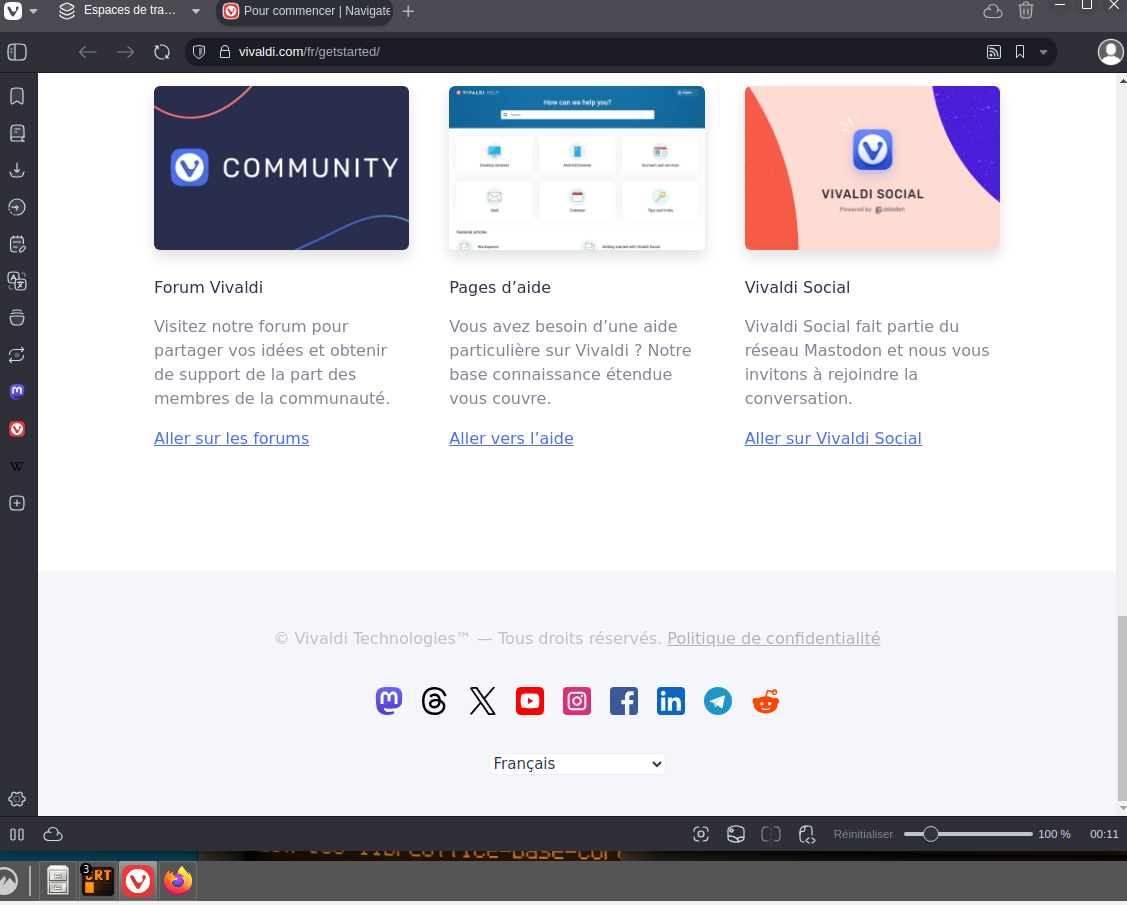 Espaces de tra...
Pour commencer | Navigate
vivaldi.com/fr/getstarted/
COMMUNITY
VIVALDI HELP
How can we help you?
Search
Desktop browser
Android browser
Account and services
Mail
Calendar
Tips and tricks
Featured articles
Workspaces
Getting started with Vivaldi Social
VIVALDI SOCIAL
Powered by mastodon
Forum Vivaldi
Visitez notre forum pour
partager vos idées et obtenir
de support de la part des
membres de la communauté.
Aller sur les forums
Pages d’aide
Vous avez besoin d’une aide
particulière sur Vivaldi ? Notre
base connaissance étendue
vous couvre.
Aller vers l’aide
Vivaldi Social
Vivaldi Social fait partie du
réseau Mastodon et nous vous
invitons à rejoindre la
conversation.
Aller sur Vivaldi Social
W
© Vivaldi Technologies™ — Tous droits réservés. Politique de confidentialité
Français
Réinitialiser
100 %
00:11
3